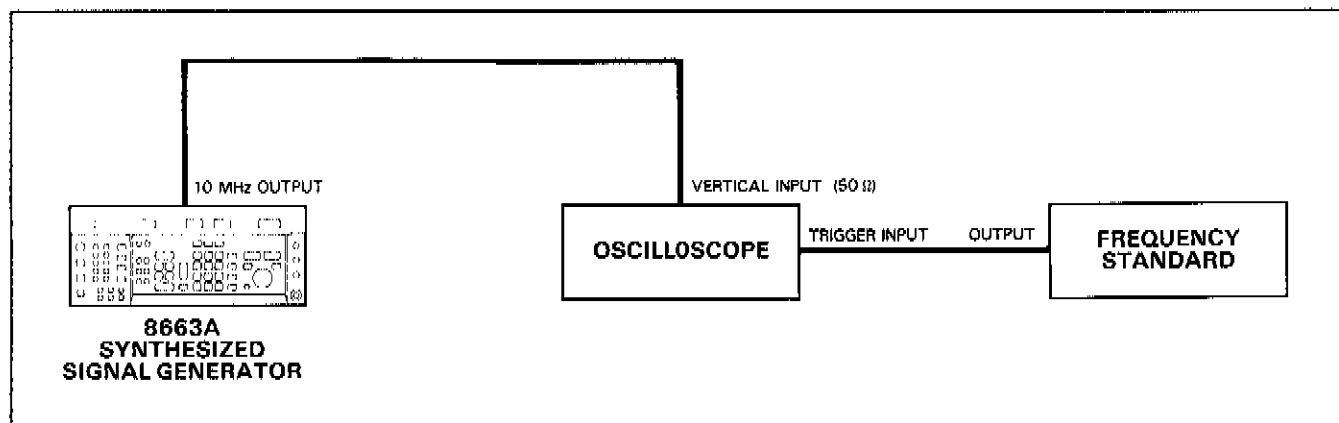 10 MHz OUTPUT
VERTICAL INPUT (50 Ω)
OSCILLOSCOPE
TRIGGER INPUT
OUTPUT
FREQUENCY
STANDARD
8663A
SYNTHESIZED
SIGNAL GENERATOR